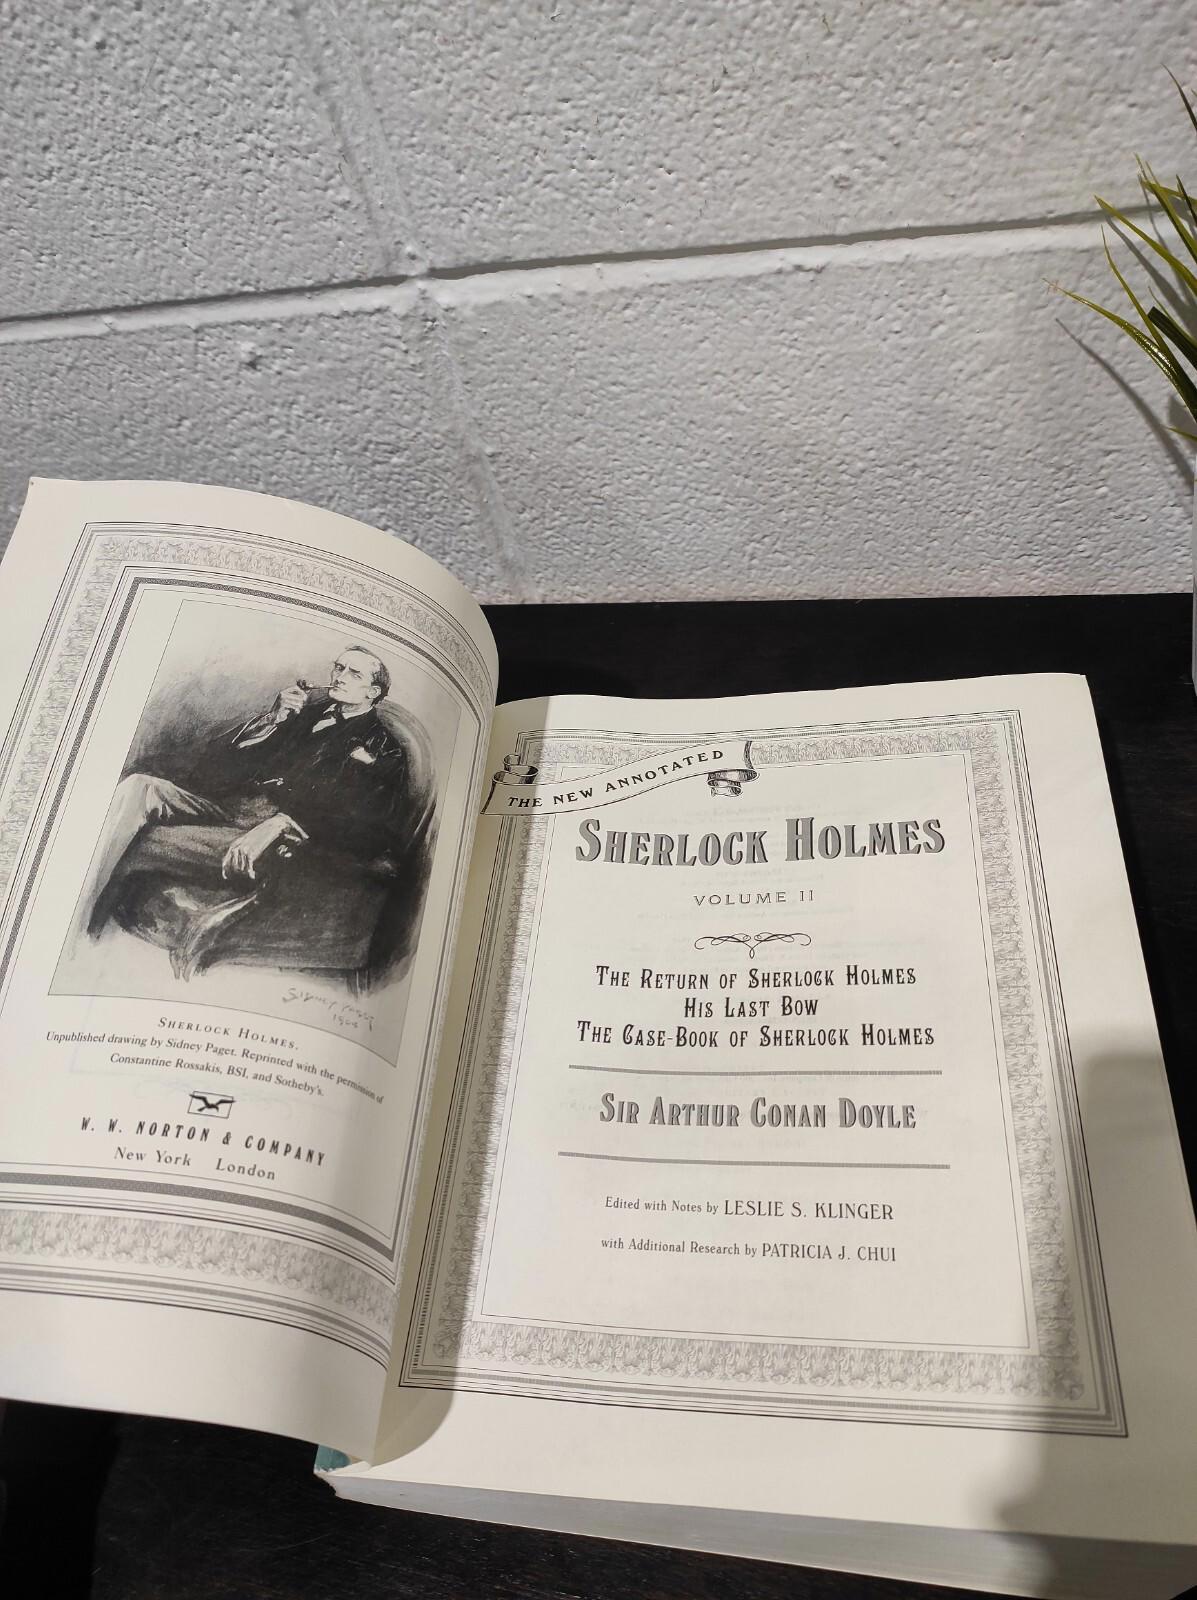 SIDNEY PAGET
1904
SHERLOCK HOLMES.
Unpublished drawing by Sidney Paget. Reprinted with the permission of
Constantine Rossakis, BSI, and Sotheby's.
W. W. NORTON & COMPANY
New York London
THE NEW ANNOTATED
SHERLOCK HOLMES
VOLUME II
THE RETURN OF SHERLOCK HOLMES
HIS LAST BOW
THE CASE-BOOK OF SHERLOCK HOLMES
SIR ARTHUR CONAN DOYLE
Edited with Notes by LESLIE S. KLINGER
with Additional Research by PATRICIA J. CHUI